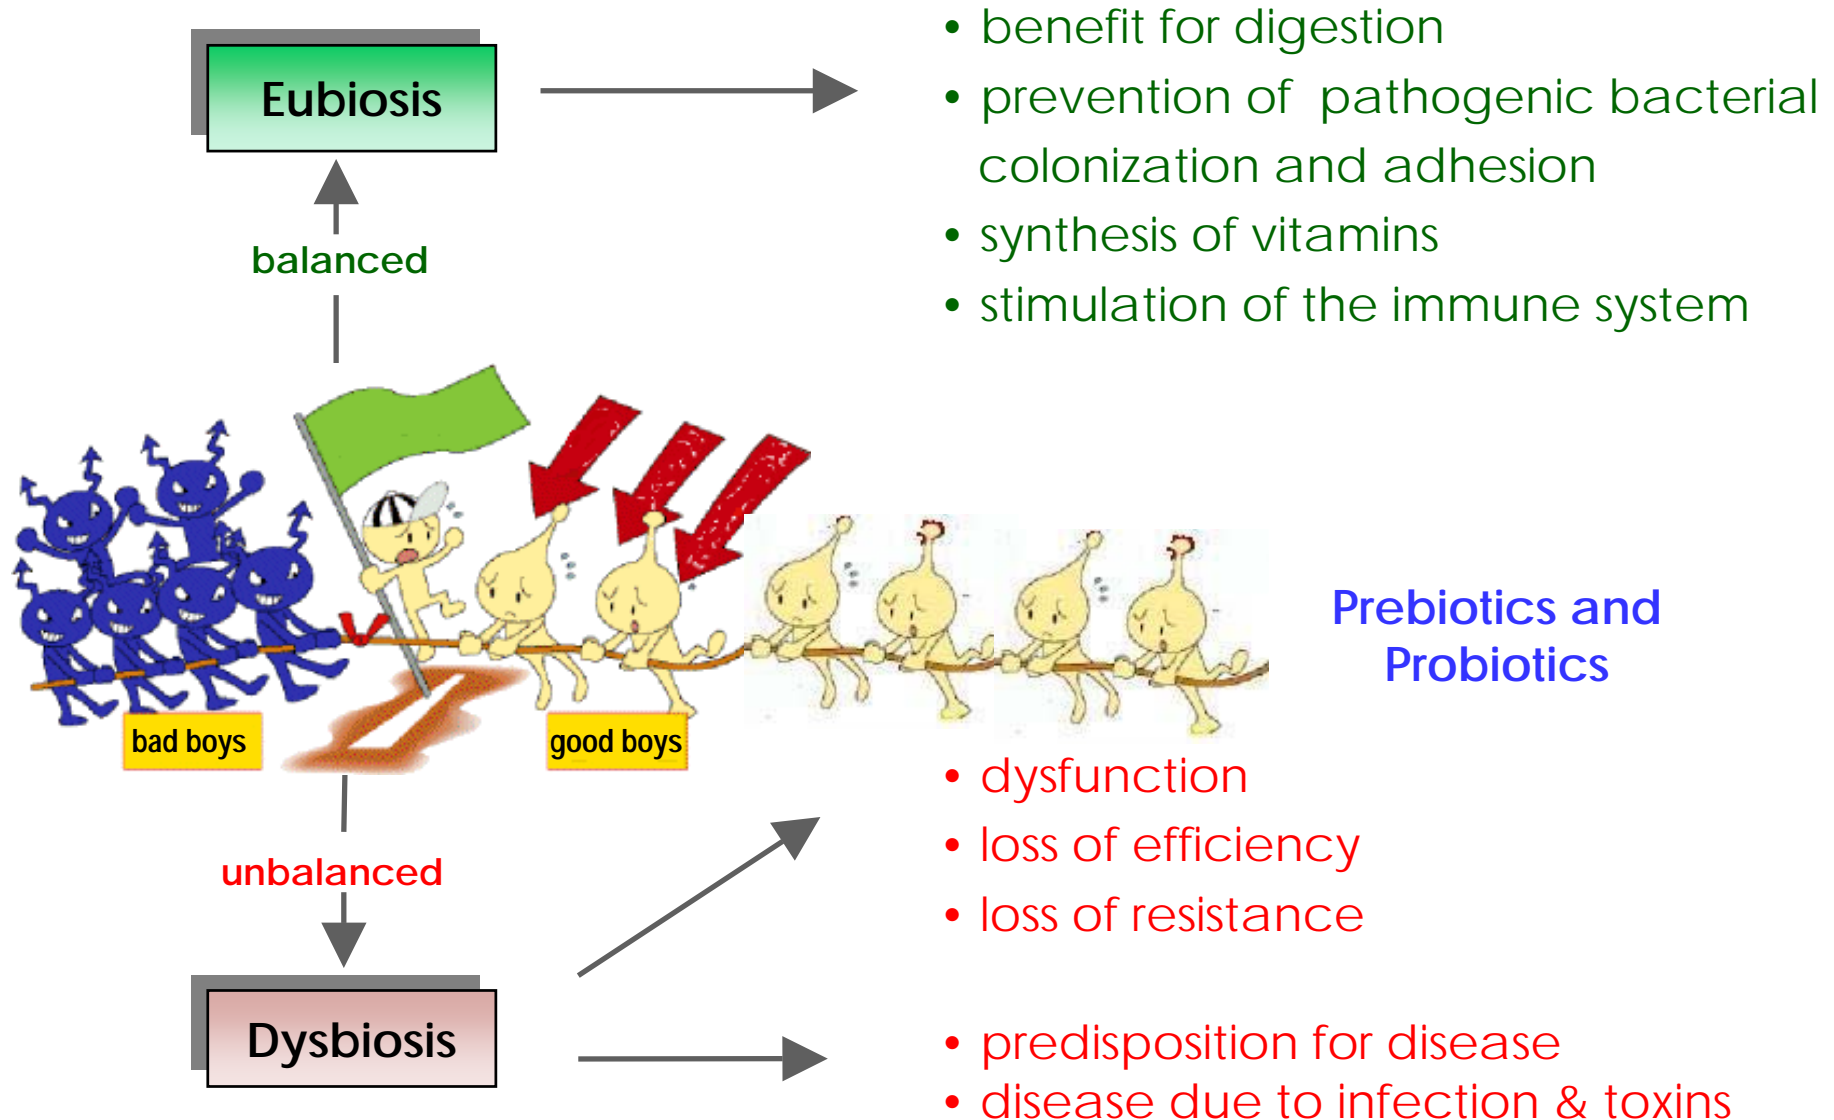 Eubiosis
• benefit for digestion
• prevention of pathogenic bacterial
colonization and adhesion
• synthesis of vitamins
• stimulation of the immune system
balanced
Prebiotics and
Probiotics
bad boys
good boys
unbalanced
• dysfunction
• loss of efficiency
• loss of resistance
Dysbiosis
• predisposition for disease
• disease due to infection & toxins